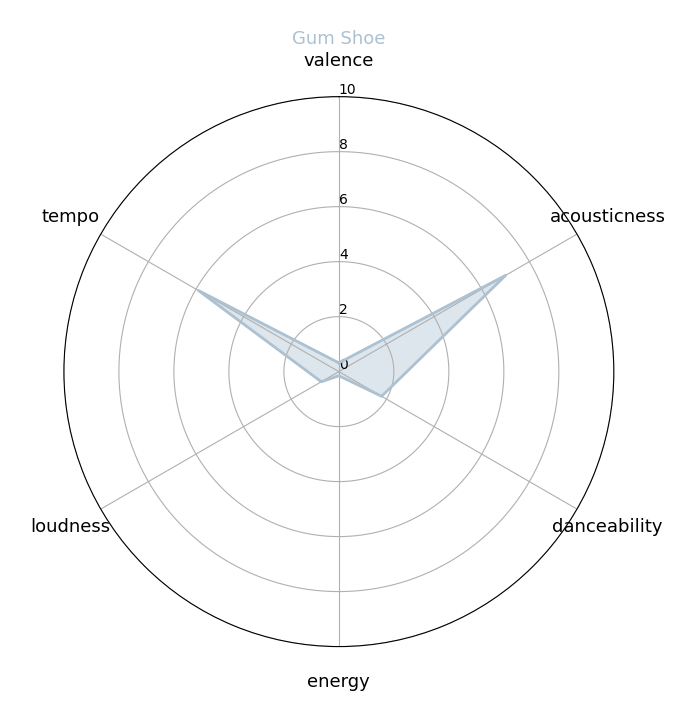 Gum Shoe
valence
10
8
tempo
6
acousticness
4
2
0
loudness
danceability
energy